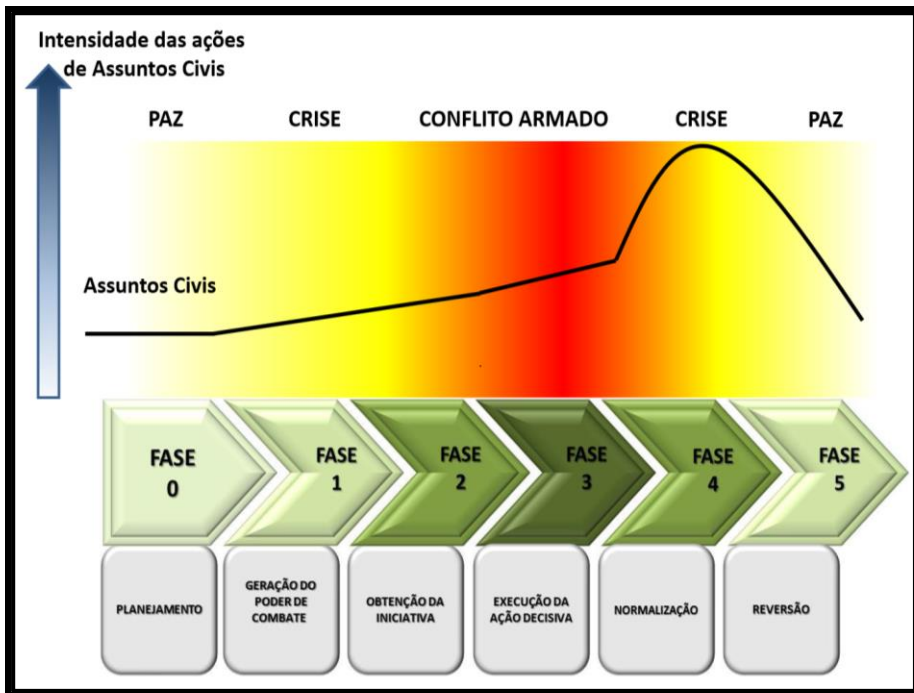 Intensidade das ações
de Assuntos Civis
PAZ
CRISE
CONFLITO ARMADO
CRISE
PAZ
Assuntos Civis
FASE
0
FASE
1
FASE
2
FASE
3
FASE
4
FASE
5
PLANEJAMENTO
GERAÇÃO DO
PODER DE
COMBATE
OBTENÇÃO DA
INICIATIVA
EXECUÇÃO DA
AÇÃO DECISIVA
NORMALIZAÇÃO
REVERSÃO